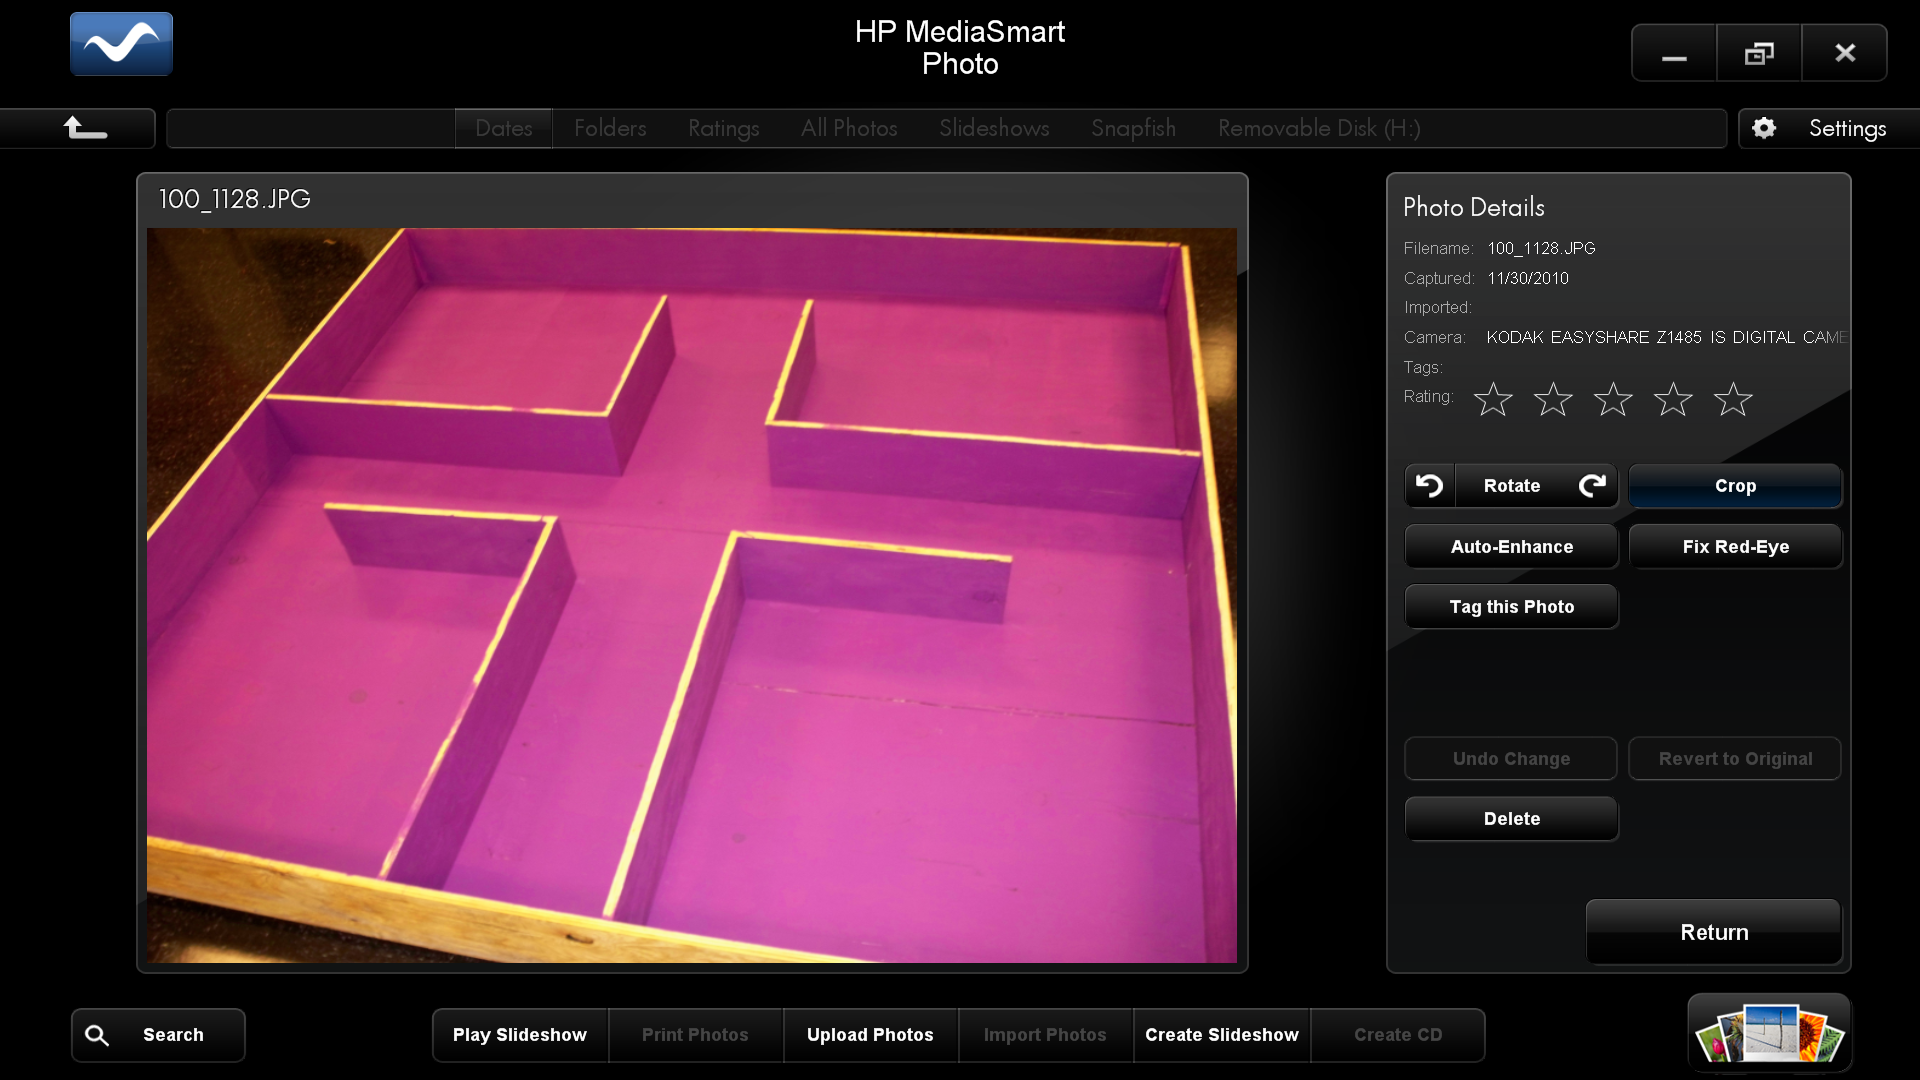 HP MediaSmart
Photo
Dates Folders Ratings All Photos Slideshows Snapfish Removable Disk (H:)
Settings
100_1128.JPG
Photo Details
Filename: 100_1128.JPG
Captured: 11/30/2010
Imported:
Camera: KODAK EASYSHARE Z1485 IS DIGITAL CAME
Tags:
Rating:
Rotate
Crop
Auto-Enhance
Fix Red-Eye
Tag this Photo
Undo Change
Revert to Original
Delete
Return
Search
Play Slideshow
Print Photos
Upload Photos
Import Photos
Create Slideshow
Create CD